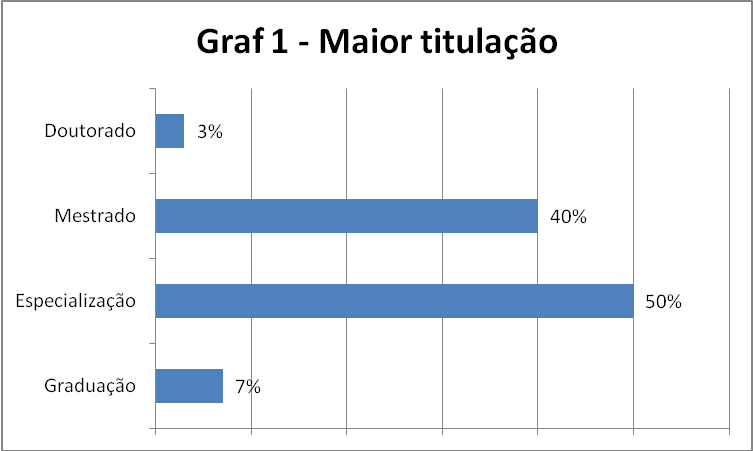 Graf 1 - Maior titulação
Doutorado 3%
Mestrado 40%
Especialização 50%
Graduação 7%